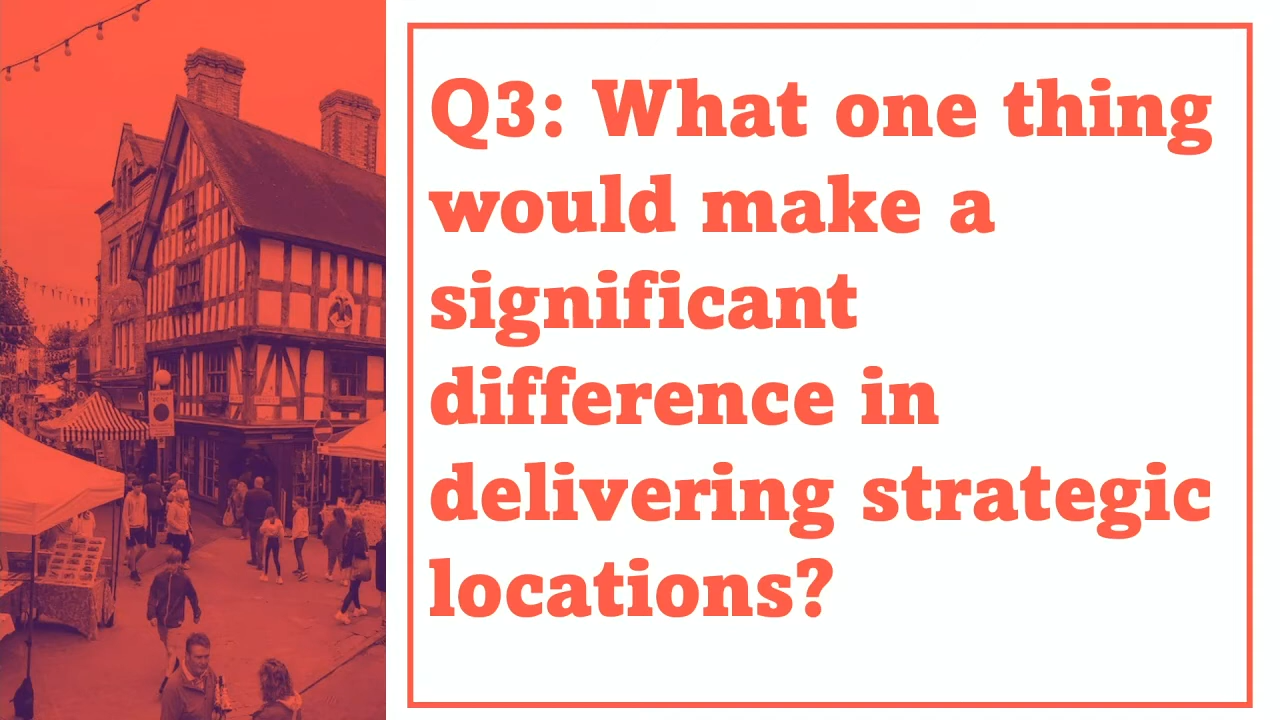 Q3: What one thing
would make a
significant
difference in
delivering strategic
locations?